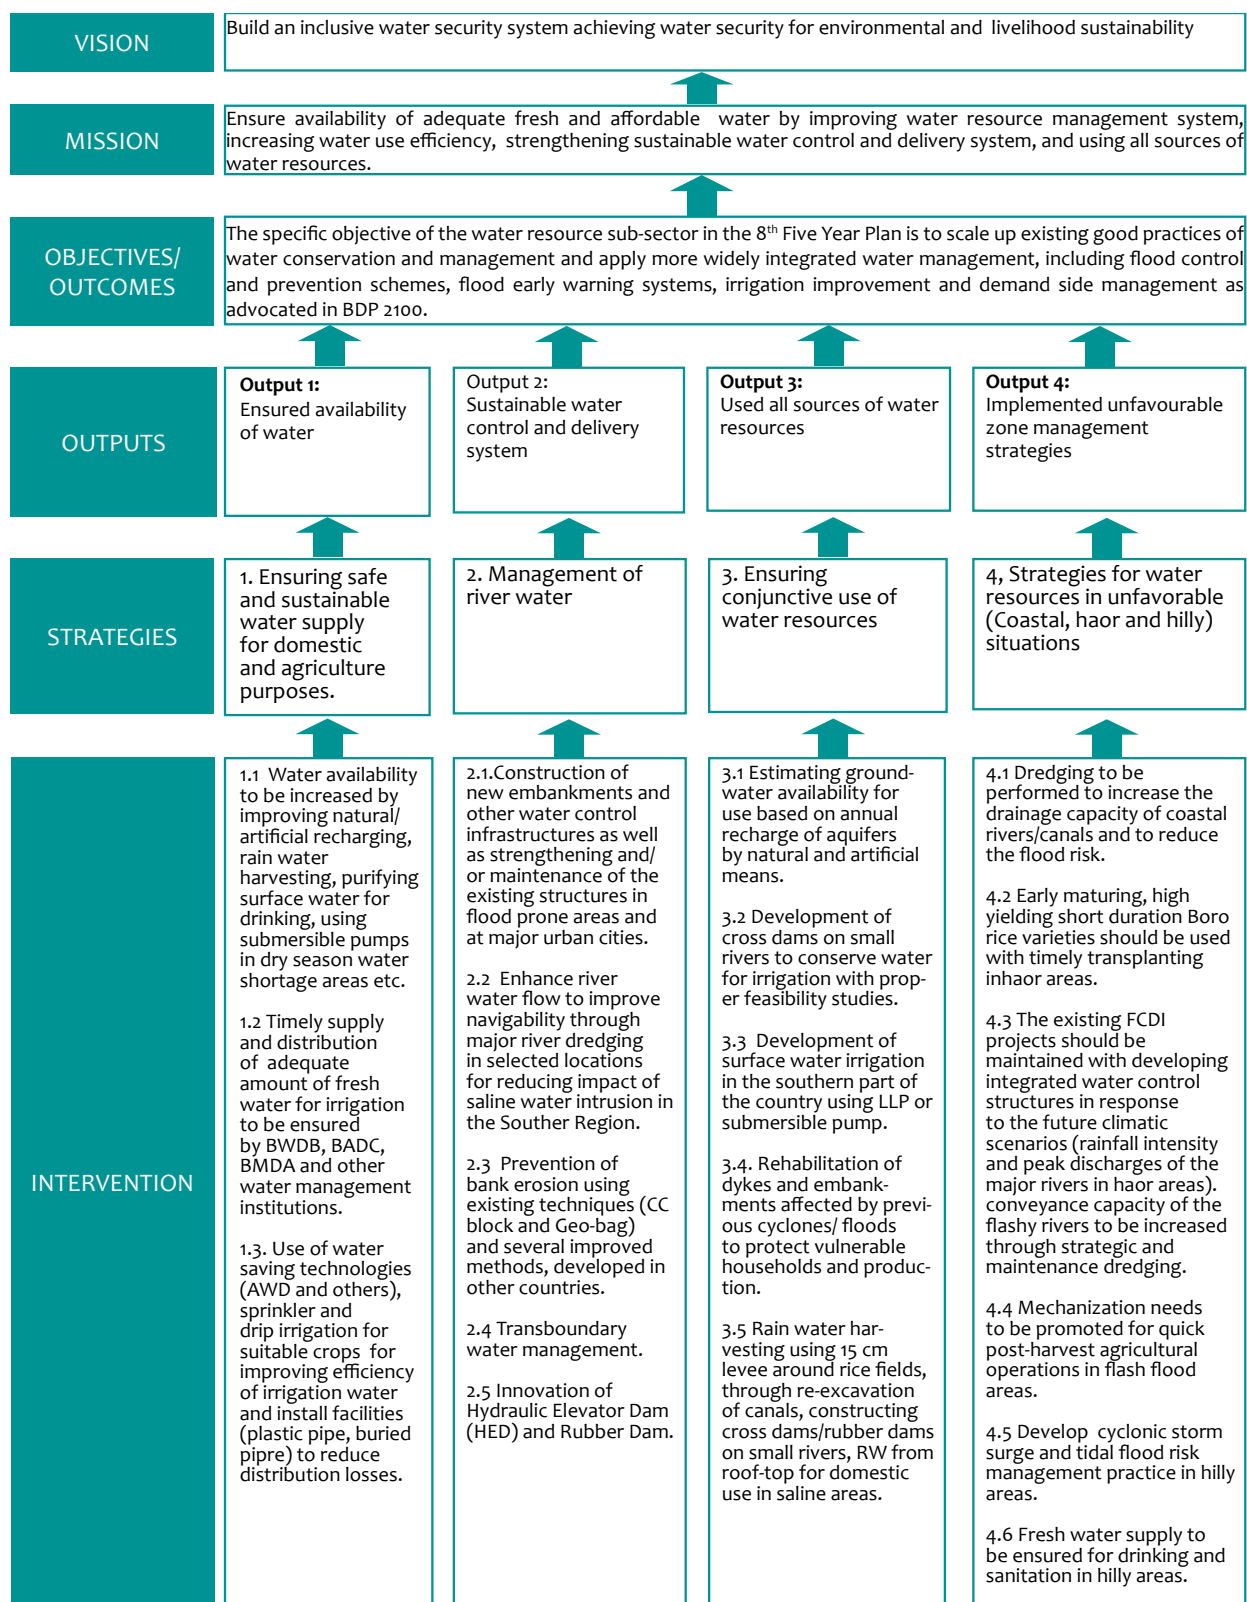 VISION
Build an inclusive water security system achieving water security for environmental and livelihood sustainability
MISSION
Ensure availability of adequate fresh and affordable water by improving water resource management system,
increasing water use efficiency, strengthening sustainable water control and delivery system, and using all sources of
water resources.
OBJECTIVES/
OUTCOMES
The specific objective of the water resource sub-sector in the 8th Five Year Plan is to scale up existing good practices of
water conservation and management and apply more widely integrated water management, including flood control
and prevention schemes, flood early warning systems, irrigation improvement and demand side management as
advocated in BDP 2100.
OUTPUTS
Output 1:
Ensured availability
of water
Output 2:
Sustainable water
control and delivery
system
Output 3:
Used all sources of water
resources
Output 4:
Implemented unfavourable
zone management
strategies
STRATEGIES
1. Ensuring safe
and sustainable
water supply
for domestic
and agriculture
purposes.
2. Management of
river water
3. Ensuring
conjunctive use of
water resources
4, Strategies for water
resources in unfavorable
(Coastal, haor and hilly)
situations
INTERVENTION
1.1 Water availability
to be increased by
improving natural/
artificial recharging,
rain water
harvesting, purifying
surface water for
drinking, using
submersible pumps
in dry season water
shortage areas etc.
1.2 Timely supply
and distribution
of adequate
amount of fresh
water for irrigation
to be ensured
by BWDB, BADC,
BMDA and other
water management
institutions.
1.3. Use of water
saving technologies
(AWD and others),
sprinkler and
drip irrigation for
suitable crops for
improving efficiency
of irrigation water
and install facilities
(plastic pipe, buried
pipre) to reduce
distribution losses.
2.1.Construction of
new embankments and
other water control
infrastructures as well
as strengthening and/
or maintenance of the
existing structures in
flood prone areas and
at major urban cities.
2.2 Enhance river
water flow to improve
navigability through
major river dredging
in selected locations
for reducing impact of
saline water intrusion in
the Souther Region.
2.3 Prevention of
bank erosion using
existing techniques (CC
block and Geo-bag)
and several improved
methods, developed in
other countries.
2.4 Transboundary
water management.
2.5 Innovation of
Hydraulic Elevator Dam
(HED) and Rubber Dam.
3.1 Estimating ground-
water availability for
use based on annual
recharge of aquifers
by natural and artificial
means.
3.2 Development of
cross dams on small
rivers to conserve water
for irrigation with prop-
er feasibility studies.
3.3 Development of
surface water irrigation
in the southern part of
the country using LLP or
submersible pump.
3.4. Rehabilitation of
dykes and embank-
ments affected by previ-
ous cyclones/ floods
to protect vulnerable
households and produc-
tion.
3.5 Rain water har-
vesting using 15 cm
levee around rice fields,
through re-excavation
of canals, constructing
cross dams/rubber dams
on small rivers, RW from
roof-top for domestic
use in saline areas.
4.1 Dredging to be
performed to increase the
drainage capacity of coastal
rivers/canals and to reduce
the flood risk.
4.2 Early maturing, high
yielding short duration Boro
rice varieties should be used
with timely transplanting
inhaor areas.
4.3 The existing FCDI
projects should be
maintained with developing
integrated water control
structures in response
to the future climatic
scenarios (rainfall intensity
and peak discharges of the
major rivers in haor areas).
conveyance capacity of the
flashy rivers to be increased
through strategic and
maintenance dredging.
4.4 Mechanization needs
to be promoted for quick
post-harvest agricultural
operations in flash flood
areas.
4.5 Develop cyclonic storm
surge and tidal flood risk
management practice in hilly
areas.
4.6 Fresh water supply to
be ensured for drinking and
sanitation in hilly areas.